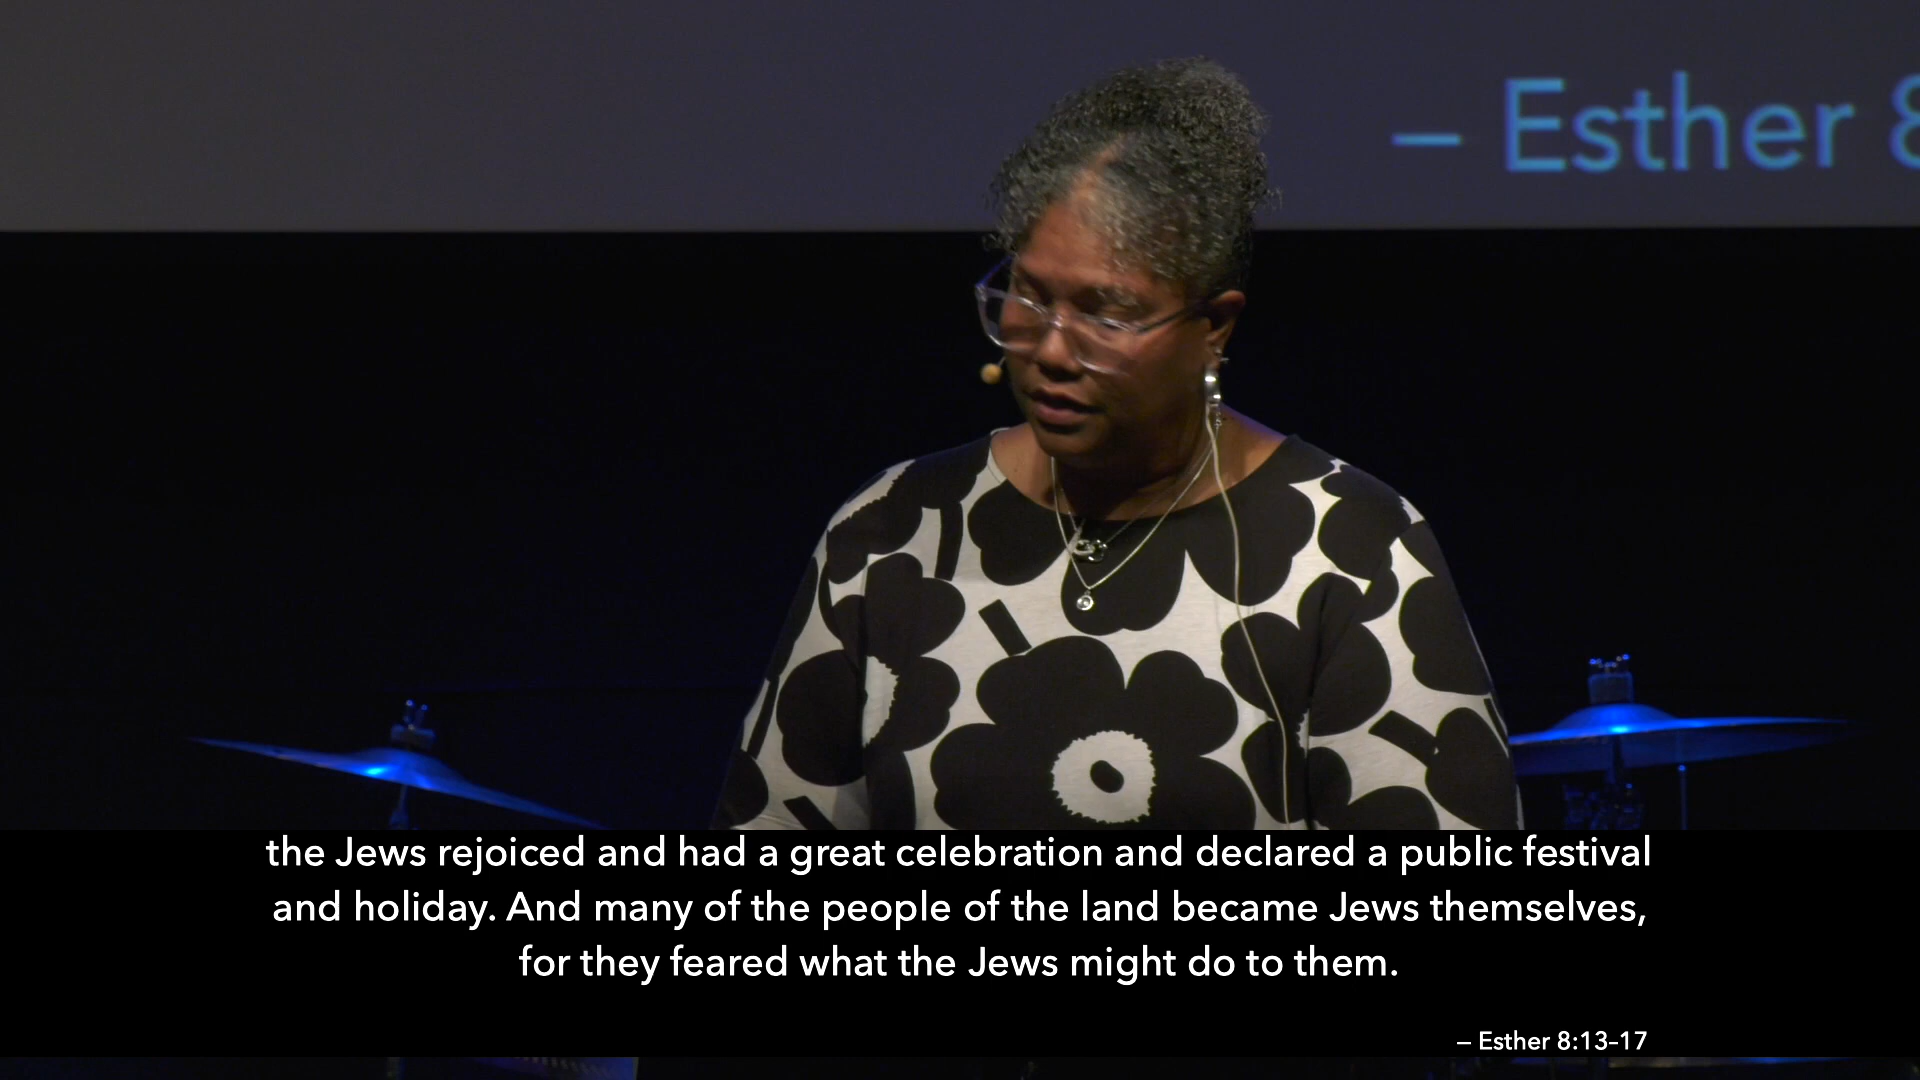 – Esther 8
the Jews rejoiced and had a great celebration and declared a public festival
and holiday. And many of the people of the land became Jews themselves,
for they feared what the Jews might do to them.
– Esther 8:13–17